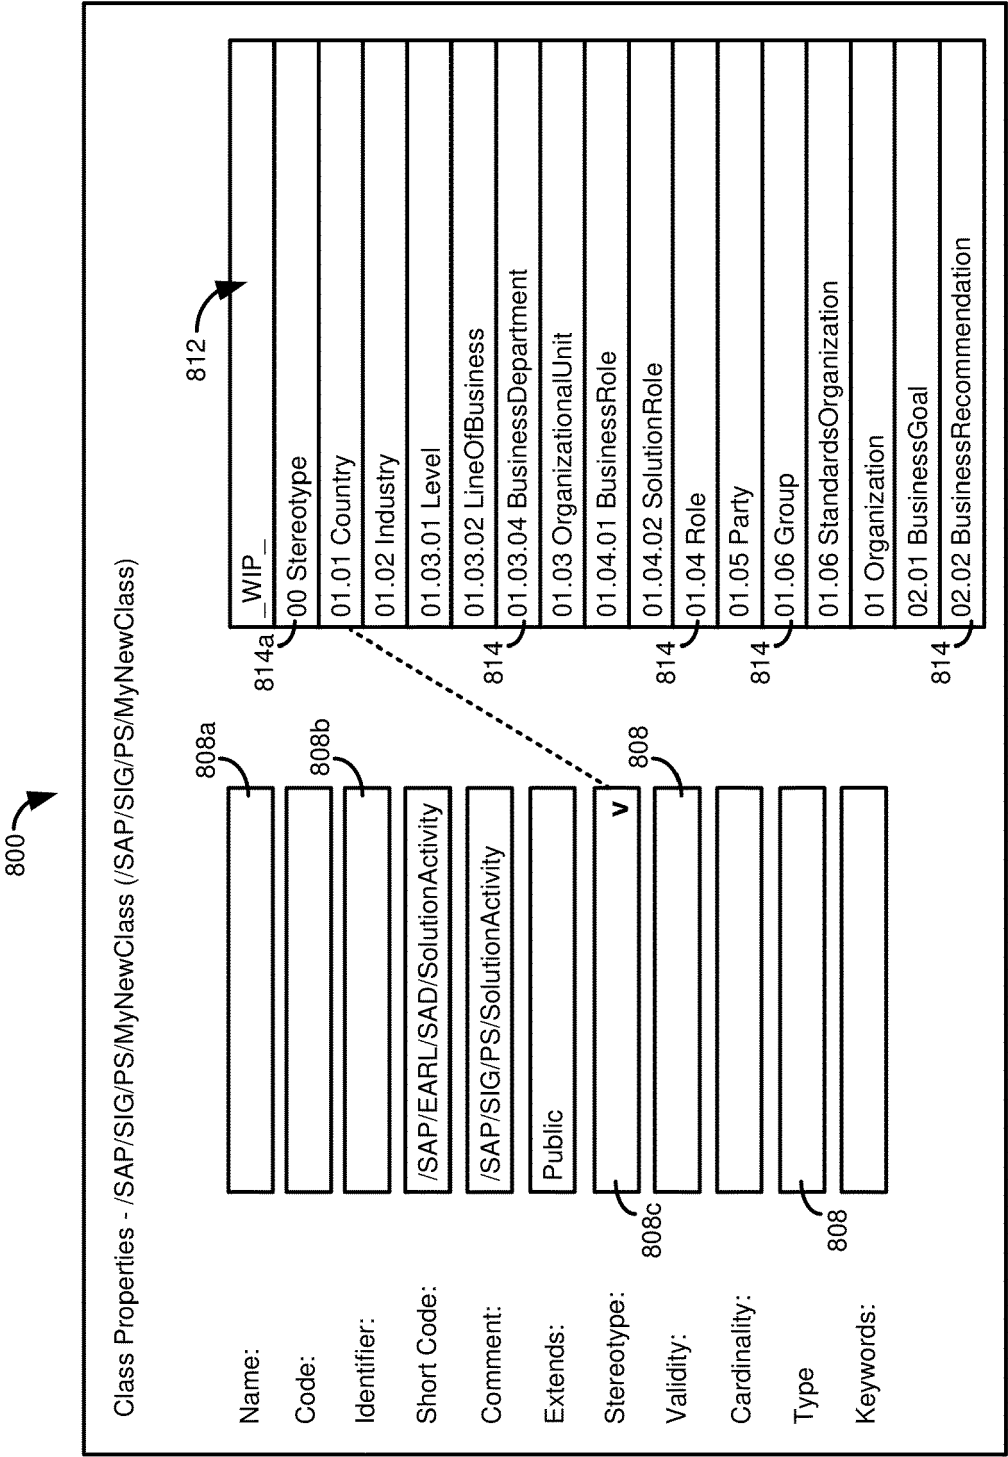 800
Class Properties - /SAP/SIG/PS/MyNewClass (/SAP/SIG/PS/MyNewClass)
Name:
808a
Code:
Identifier:
808b
Short Code:
/SAP/EARL/SAD/SolutionActivity
Comment:
/SAP/SIG/PS/SolutionActivity
Extends:
Public
Stereotype:
v
808c
Validity:
808
Cardinality:
Type
808
Keywords:
812
_WIP_
814a
00 Stereotype
01.01 Country
01.02 Industry
01.03.01 Level
01.03.02 LineOfBusiness
01.3.04 BusinessDepartment
814
01.03 OrganizationalUnit
01.04.01 BusinessRole
01.04.02 SolutionRole
01.04 Role
814
01.05 Party
01.06 Group
814
01.06 StandardsOrganization
01 Organization
02.01 BusinessGoal
02.02 BusinessRecommendation
814